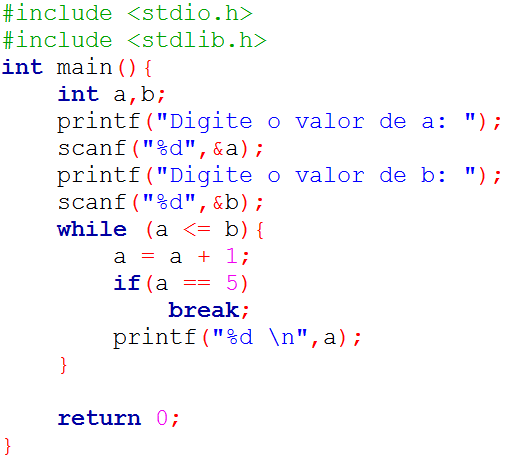 #include <stdio.h>
#include <stdlib.h>
int main(){
    int a,b;
    printf("Digite o valor de a: ");
    scanf("%d",&a);
    printf("Digite o valor de b: ");
    scanf("%d",&b);
    while (a <= b){
        a = a + 1;
        if(a == 5)
            break;
        printf("%d \n",a);
    }

    return 0;
}